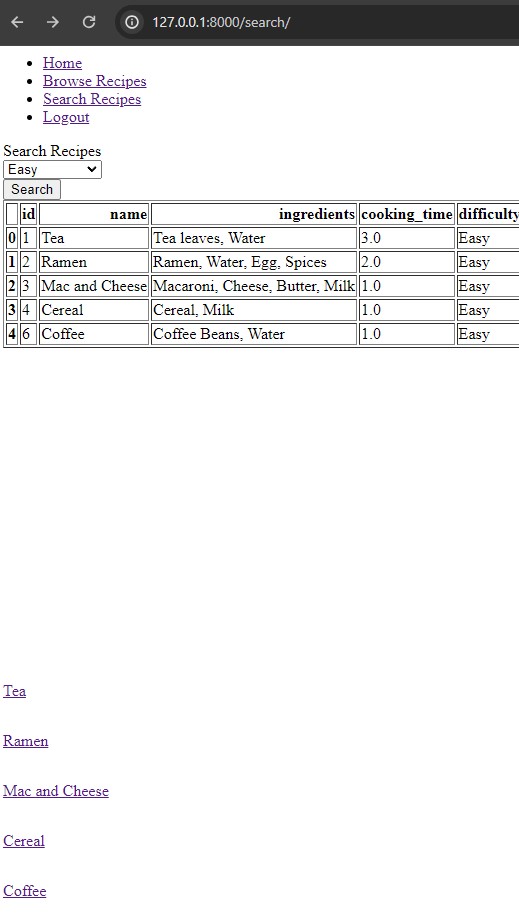 127.0.0.1:8000/search/
Home
Browse Recipes
Search Recipes
Logout
Search Recipes
Easy
Search
id name ingredients cooking_time difficulty
0 1 Tea Tea leaves, Water 3.0 Easy
1 2 Ramen Ramen, Water, Egg, Spices 2.0 Easy
2 3 Mac and Cheese Macaroni, Cheese, Butter, Milk 1.0 Easy
3 4 Cereal Cereal, Milk 1.0 Easy
4 6 Coffee Coffee Beans, Water 1.0 Easy
Tea
Ramen
Mac and Cheese
Cereal
Coffee